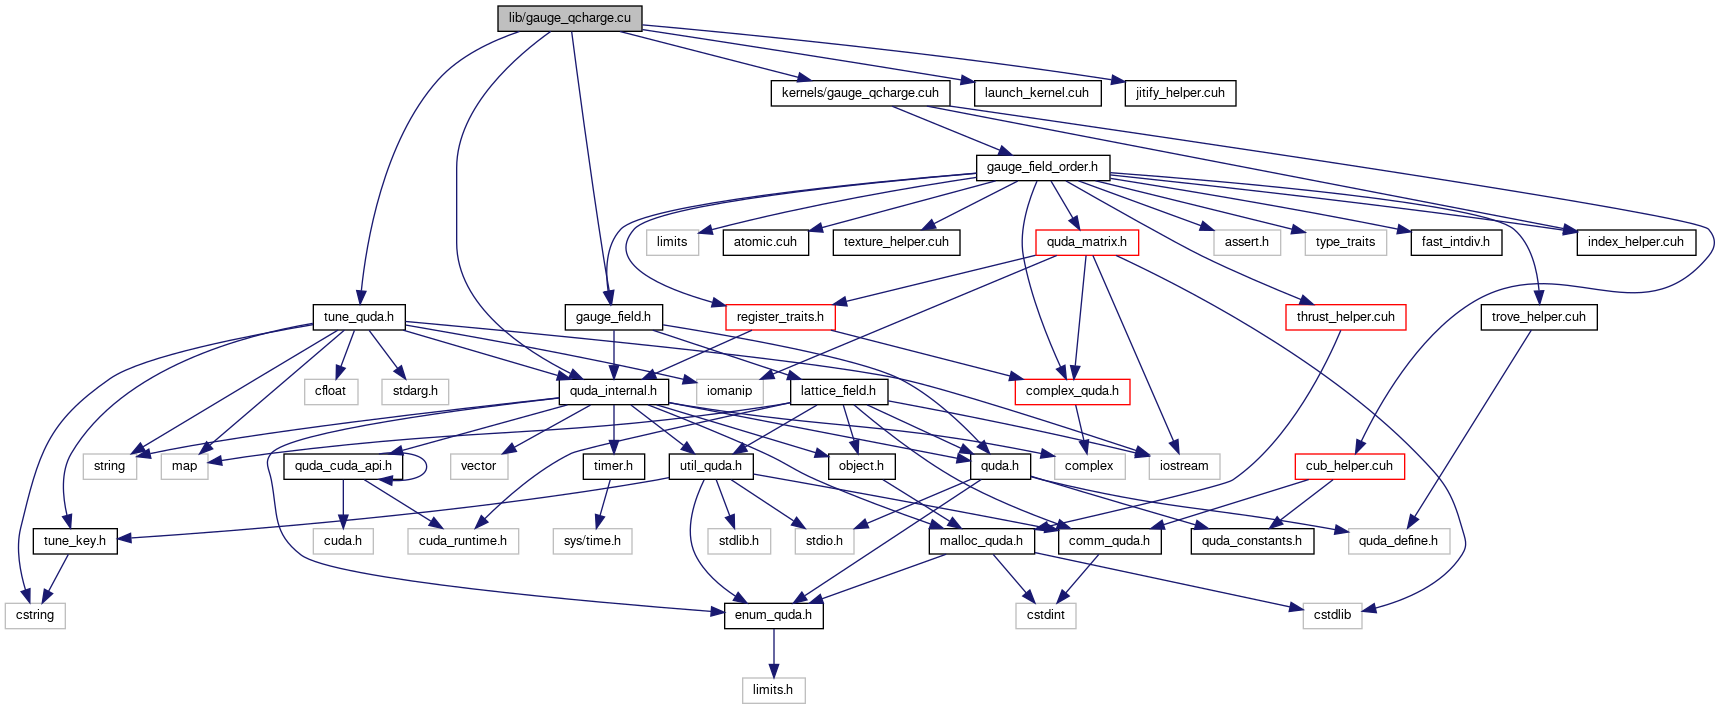 lib/gauge_qcharge.cu
kernels/gauge_qcharge.cuh
launch_kernel.cuh
jitify_helper.cuh
gauge_field_order.h
limits
atomic.cuh
texture_helper.cuh
quda_matrix.h
assert.h
type_traits
fast_intdiv.h
index_helper.cuh
tune_quda.h
gauge_field.h
register_traits.h
thrust_helper.cuh
trove_helper.cuh
cfloat
stdarg.h
quda_internal.h
iomanip
lattice_field.h
complex_quda.h
string
map
quda_cuda_api.h
vector
timer.h
util_quda.h
object.h
quda.h
complex
iostream
cub_helper.cuh
tune_key.h
cuda.h
cuda_runtime.h
sys/time.h
stdlib.h
stdio.h
malloc_quda.h
comm_quda.h
quda_constants.h
quda_define.h
cstring
enum_quda.h
cstdint
cstdlib
limits.h